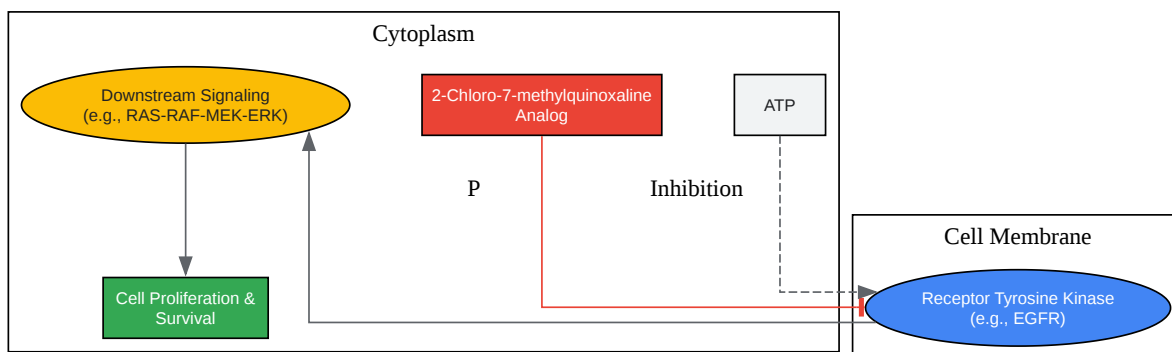 Cytoplasm
Downstream Signaling
(e.g., RAS-RAF-MEK-ERK)
2-Chloro-7-methylquinoxaline
Analog
ATP
P
Inhibition
Cell Membrane
Cell Proliferation &
Survival
Receptor Tyrosine Kinase
(e.g., EGFR)